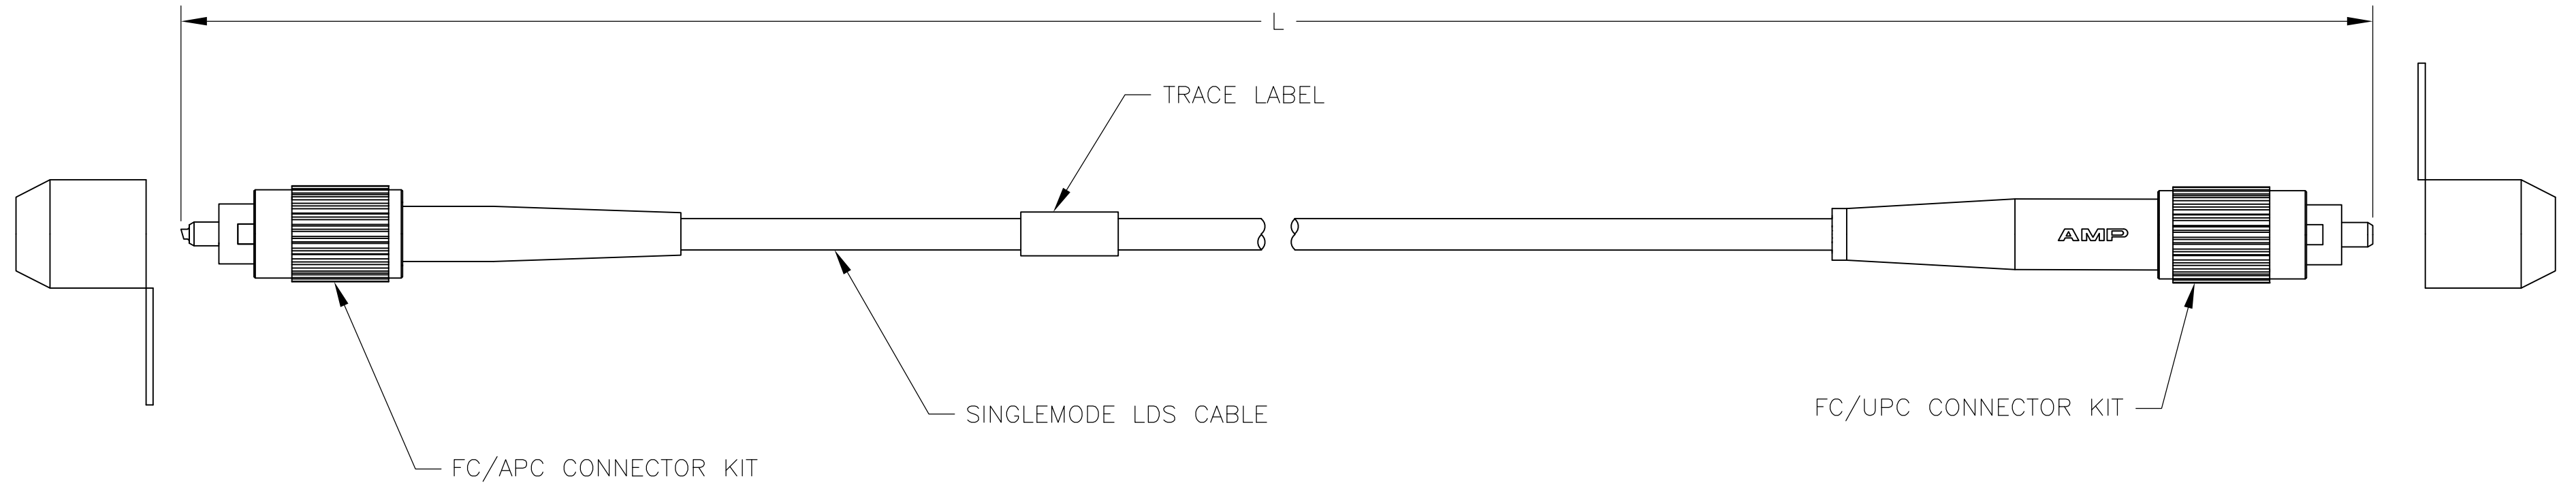 L
TRACE LABEL
AMP
SINGLEMODE LDS CABLE
FC/UPC CONNECTOR KIT
FC/APC CONNECTOR KIT